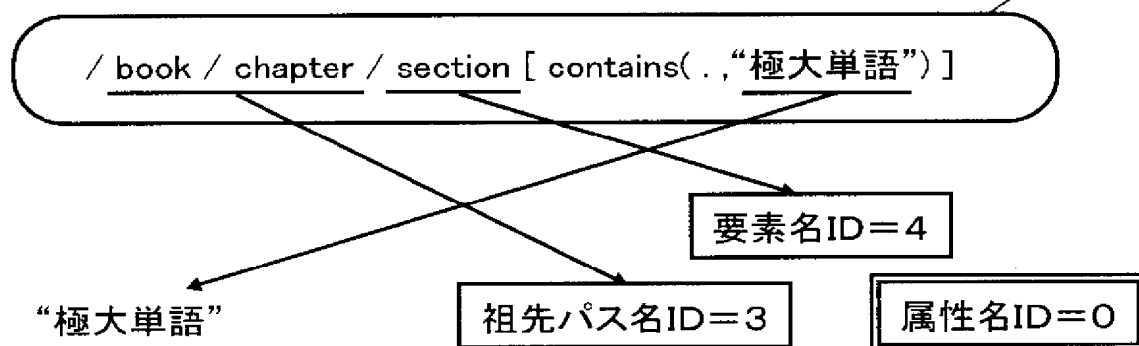 / book / chapter / section [ contains( . ,“極大単語”) ]
要素名ID＝4
“極大単語”
祖先パス名ID＝3
属性名ID＝0